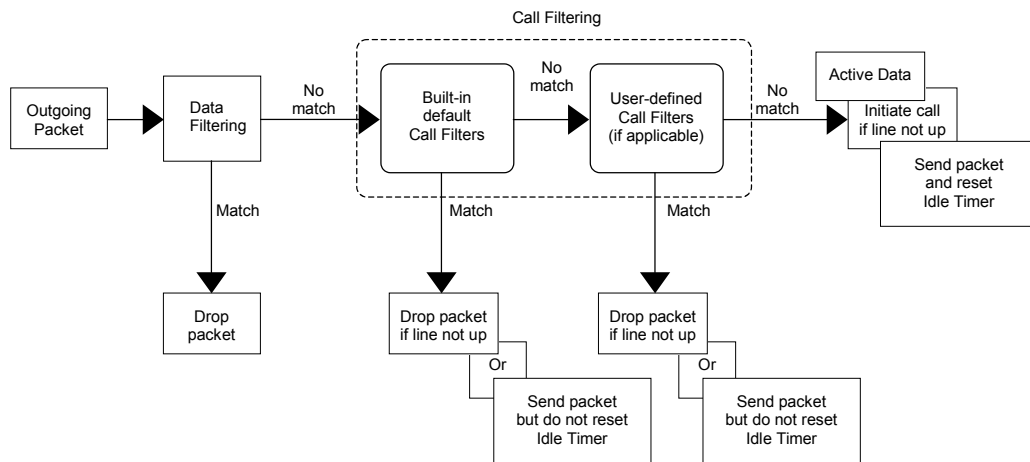 Call Filtering
Outgoing
Packet
Data
Filtering
No
match
Built-in
default
Call Filters
No
match
User-defined
Call Filters
(if applicable)
No
match
Active Data
Initiate call
if line not up
Send packet
and reset
Idle Timer
Match
Match
Match
Drop
packet
Drop packet
if line not up
Or
Send packet
but do not reset
Idle Timer
Drop packet
if line not up
Or
Send packet
but do not reset
Idle Timer